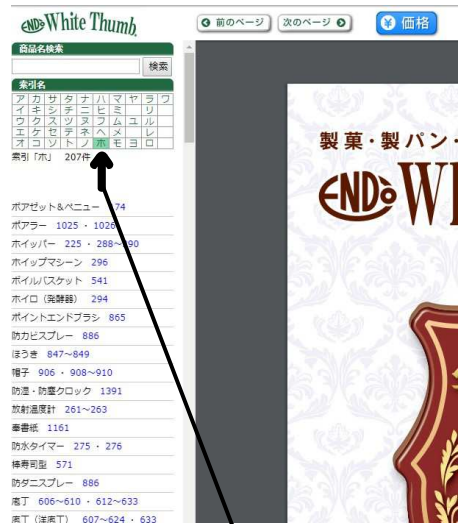 ENDO White Thumb.
前のページ 次のページ ¥ 価格
商品名検索
検索
索引名
ア カ サ タ ナ ハ マ ヤ ラ ワ
イ キ シ チ ニ ヒ ミ リ
ウ ク ス ツ ヌ フ ム ユ ル
エ ケ セ テ ネ ヘ メ レ
オ コ ソ ト ノ ホ モ ヨ ロ
索引「ホ」 207件
ボアゼット&ペニュー 74
ボアラー 1025 ・ 1026
ホイッパー 225 ・ 288~290
ホイップマシーン 296
ボイルバスケット 541
ホイロ (発酵器) 294
ポイントエンドブラシ 865
防カビスプレー 886
ほうき 847~849
帽子 906 ・ 908~910
防湿・防塵クロック 1391
放射温度計 261~263
奉書紙 1161
防水タイマー 275 ・ 276
棒寿司型 571
防ダニスプレー 886
庖丁 606~610 ・ 612~633
庖丁 (洋庖丁) 607~624 ・ 633
製菓・製パン・
ENDO W